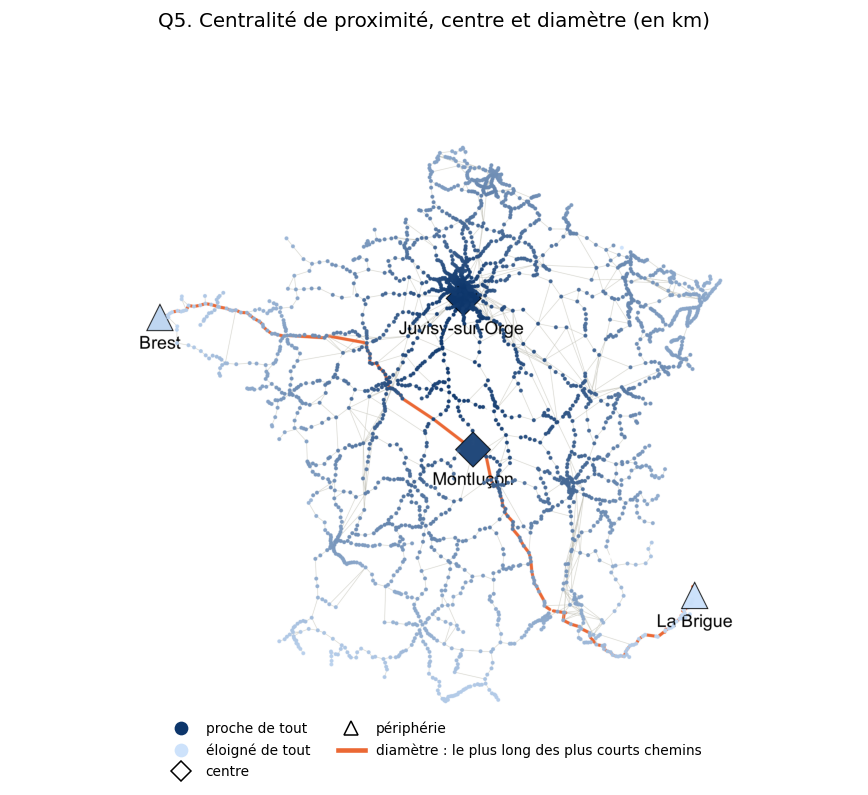 Q5. Centralité de proximité, centre et diamètre (en km)
Juvisy-sur-Orge
Brest
Montluçon
La Brigue
proche de tout
éloigné de tout
centre
périphérie
diamètre : le plus long des plus courts chemins